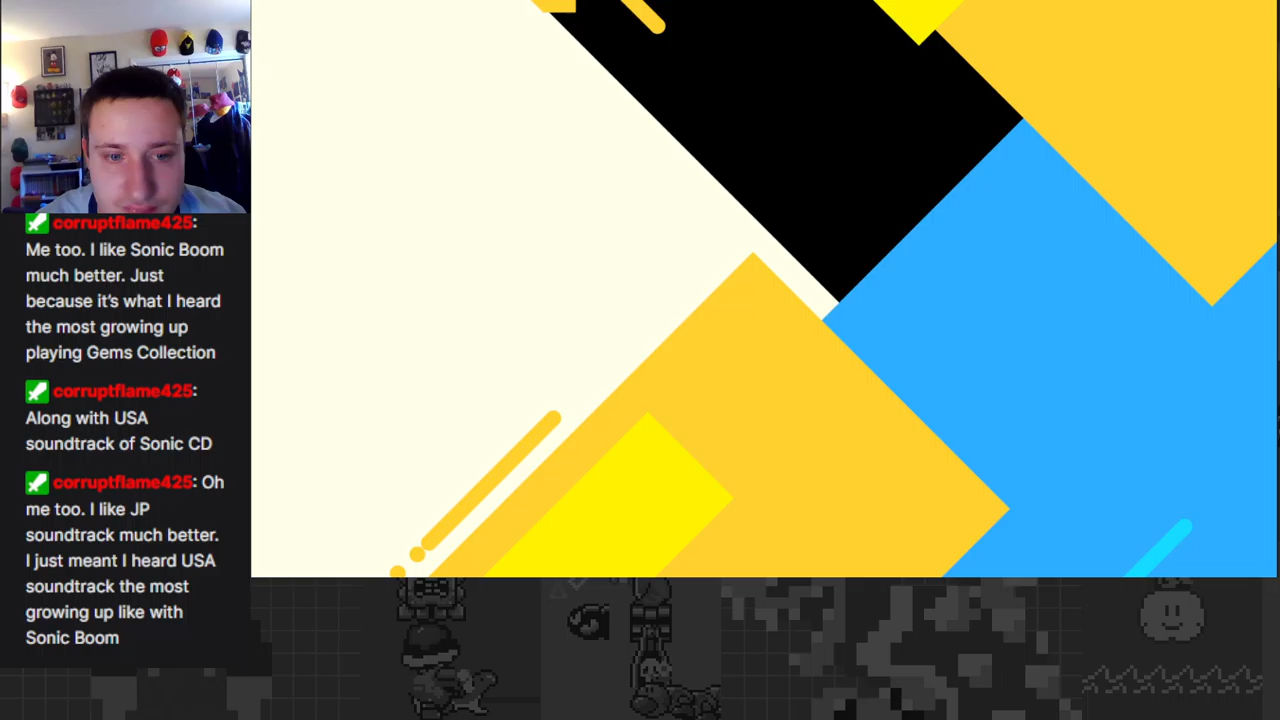 corruptflame425:
Me too. I like Sonic Boom
much better. Just
because it's what I heard
the most growing up
playing Gems Collection
corruptflame425:
Along with USA
soundtrack of Sonic CD
corruptflame425: Oh
me too. I like JP
soundtrack much better.
I just meant I heard USA
soundtrack the most
growing up like with
Sonic Boom